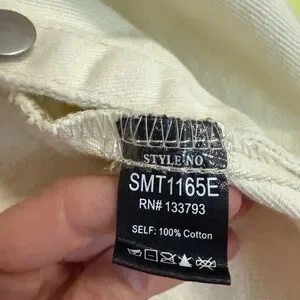 STYLE NO
SMT1165E
RN# 133793
SELF: 100% Cotton